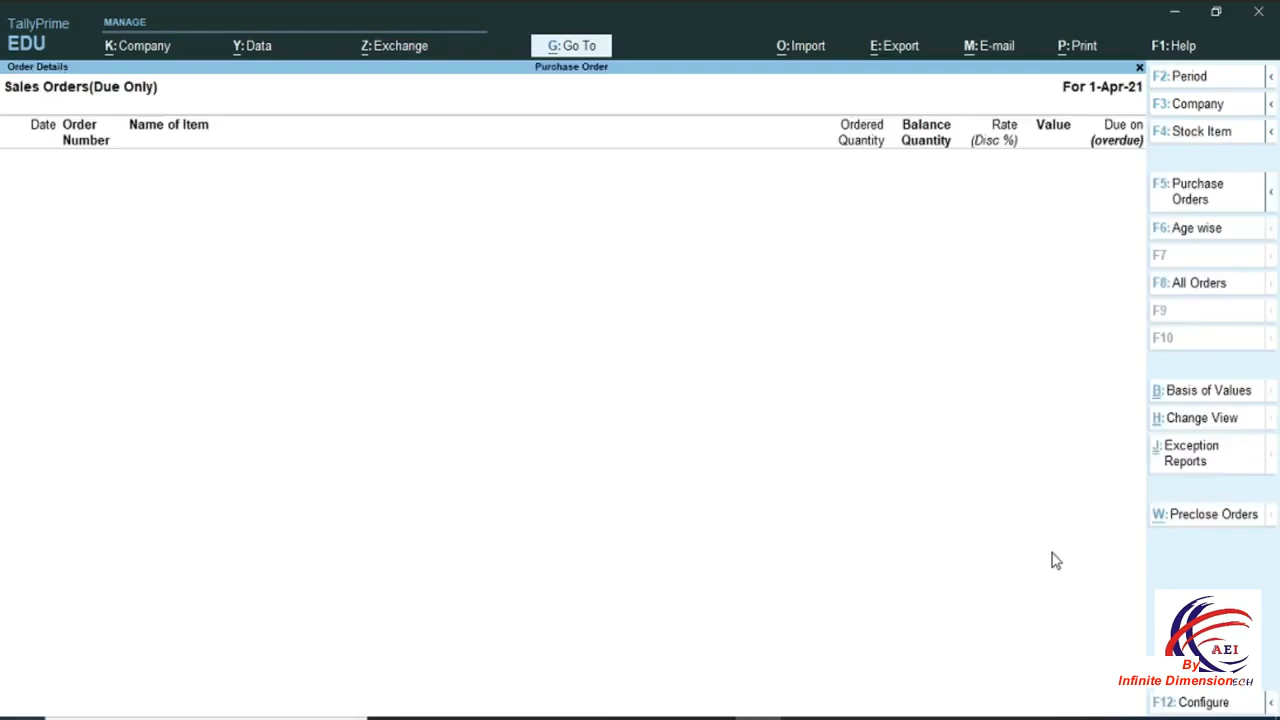 TallyPrime
EDU
MANAGE
K: Company
Y: Data
Z: Exchange
G: Go To
O: Import
E: Export
M: E-mail
P: Print
F1: Help
Order Details
Purchase Order
x
Sales Orders(Due Only)
For 1-Apr-21
Date
Order
Number
Name of Item
Ordered
Quantity
Balance
Quantity
Rate
(Disc %)
Value
Due on
(overdue)
F2: Period
F3: Company
F4: Stock Item
F5: Purchase
Orders
F6: Age wise
F7
F8: All Orders
F9
F10
B: Basis of Values
H: Change View
J: Exception
Reports
W: Preclose Orders
AEI
By
Infinite Dimension
ECH
F12: Configure